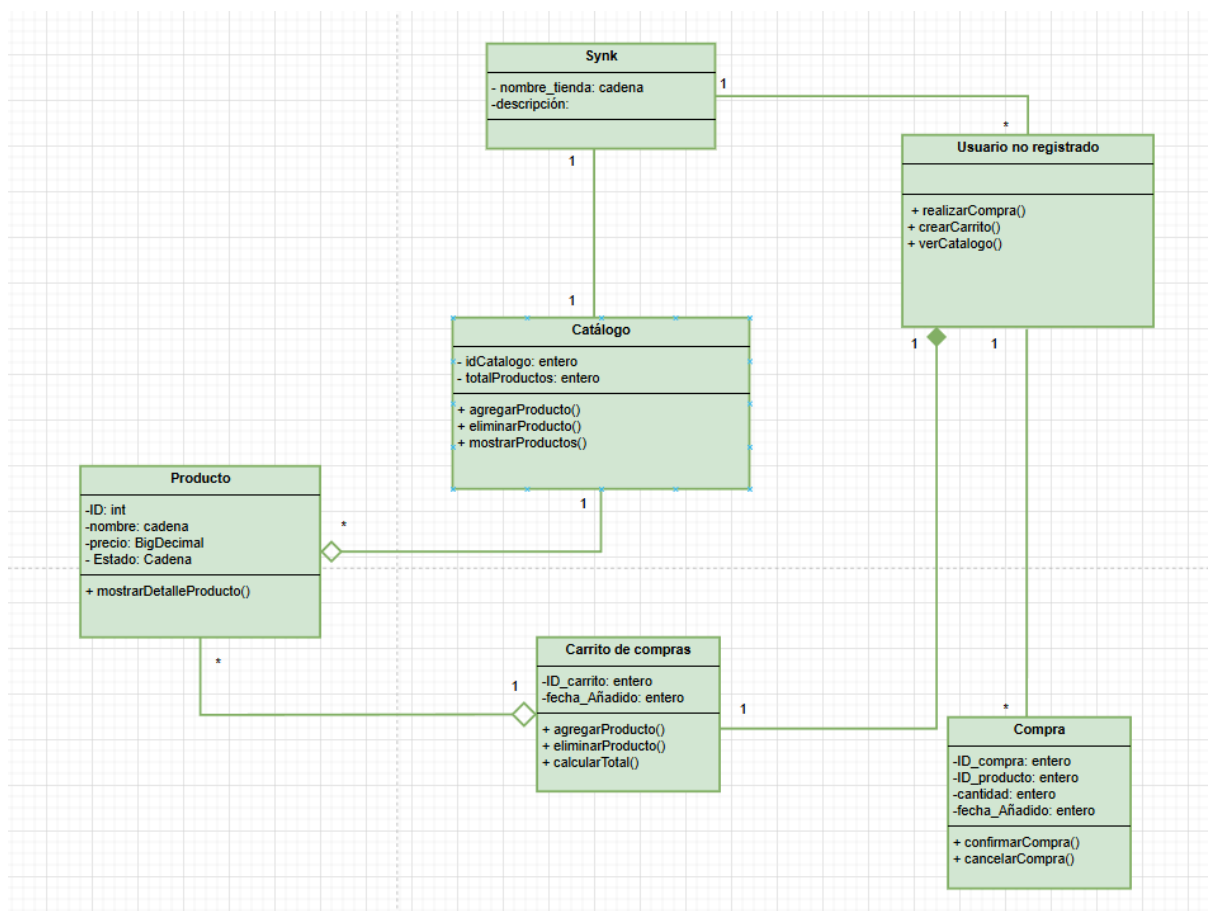 Synk
- nombre_tienda: cadena
-descripción:
1
*
Usuario no registrado
+ realizarCompra()
+ crearCarrito()
+ verCatalogo()
1
1
Catálogo
- idCatalogo: entero
- totalProductos: entero
+ agregarProducto()
+ eliminarProducto()
+ mostrarProductos()
1
1
1
Producto
-ID: int
-nombre: cadena
-precio: BigDecimal
- Estado: Cadena
+ mostrarDetalleProducto()
*
*
Carrito de compras
-ID_carrito: entero
-fecha_Añadido: entero
+ agregarProducto()
+ eliminarProducto()
+ calcularTotal()
1
1
*
Compra
-ID_compra: entero
-ID_producto: entero
-cantidad: entero
-fecha_Añadido: entero
+ confirmarCompra()
+ cancelarCompra()